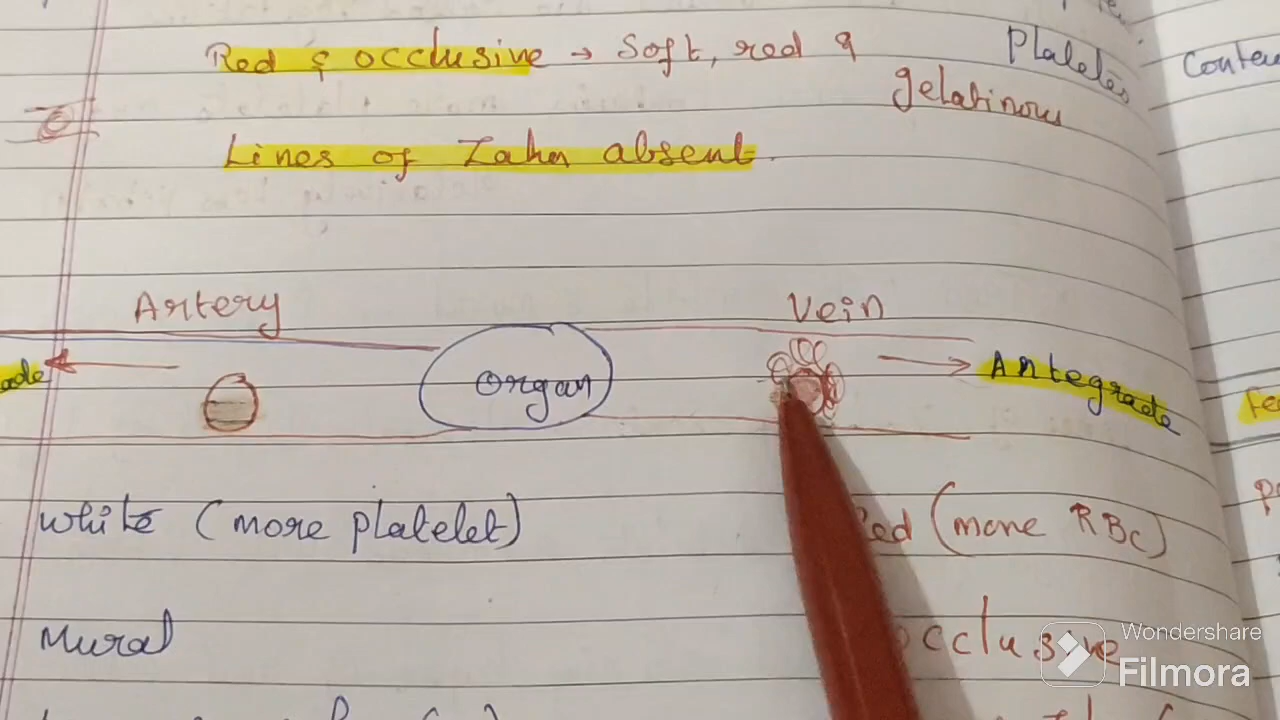 Red & occlusive → Soft, red &
gelatinous
Platelets
Lines of Zahn absent.
Artery
Vein
Organ
Antegrade
White (more platelet)
Red (more RBC)
Mural
occlusive
Wondershare
Filmora